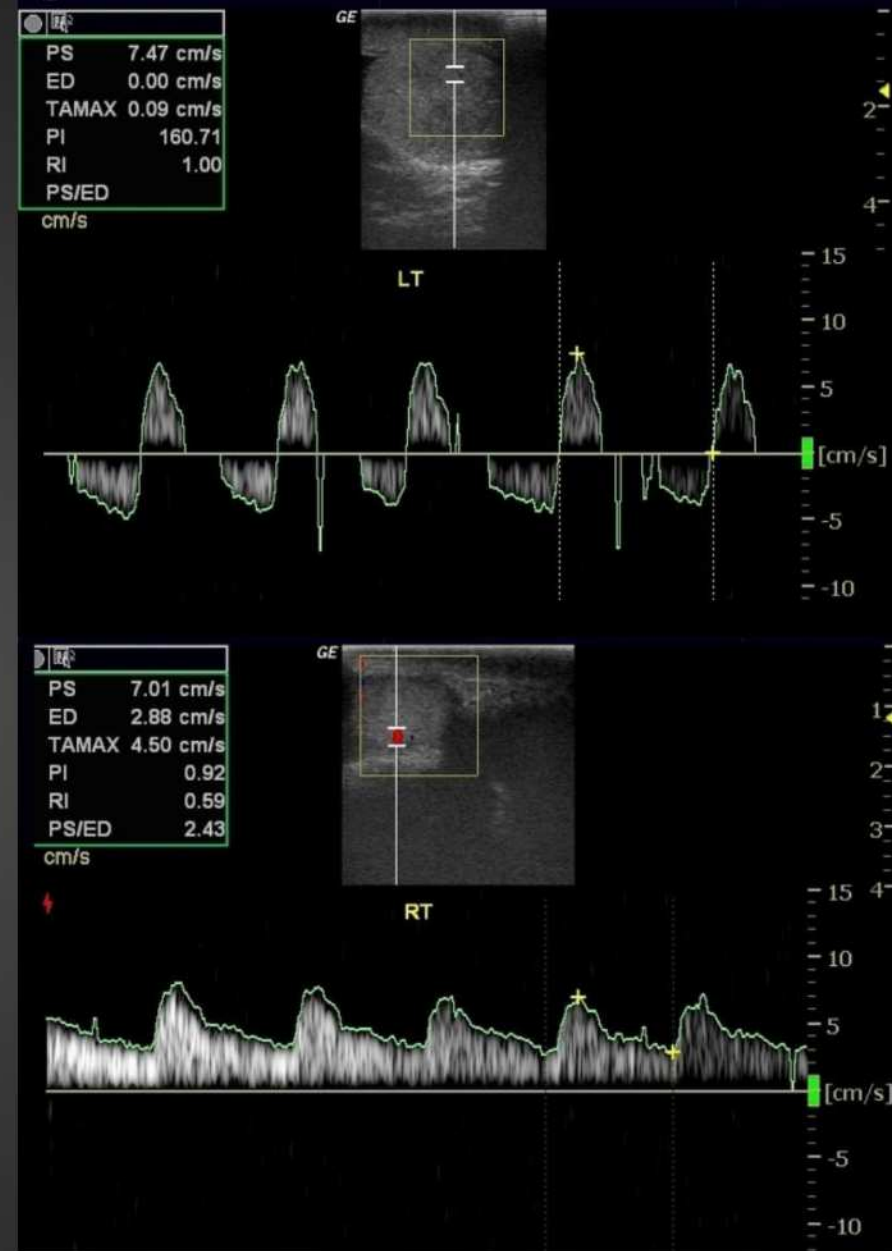 GE
PS 7.47 cm/s
ED 0.00 cm/s
TAMAX 0.09 cm/s
PI 160.71
RI 1.00
PS/ED
cm/s
2
4
LT
15
10
5
[cm/s]
-5
-10
GE
PS 7.01 cm/s
ED 2.88 cm/s
TAMAX 4.50 cm/s
PI 0.92
RI 0.59
PS/ED 2.43
cm/s
1
2
3
4
RT
15
10
5
[cm/s]
-5
-10